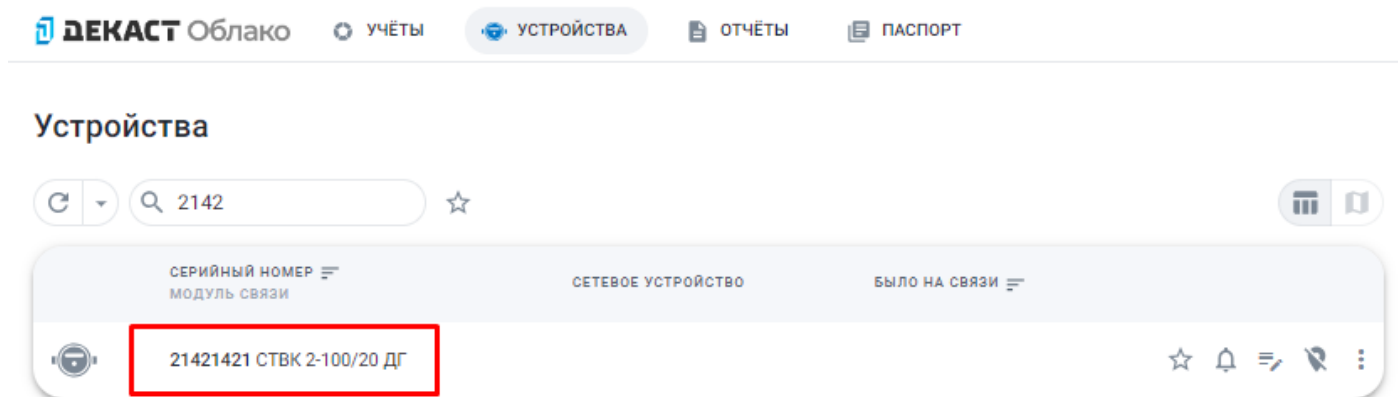 ДЕКАСТ Облако УЧЁТЫ УСТРОЙСТВА ОТЧЁТЫ ПАСПОРТ
Устройства
2142
СЕРИЙНЫЙ НОМЕР СЕТЕВОЕ УСТРОЙСТВО БЫЛО НА СВЯЗИ
МОДУЛЬ СВЯЗИ
21421421 СТВК 2-100/20 ДГ